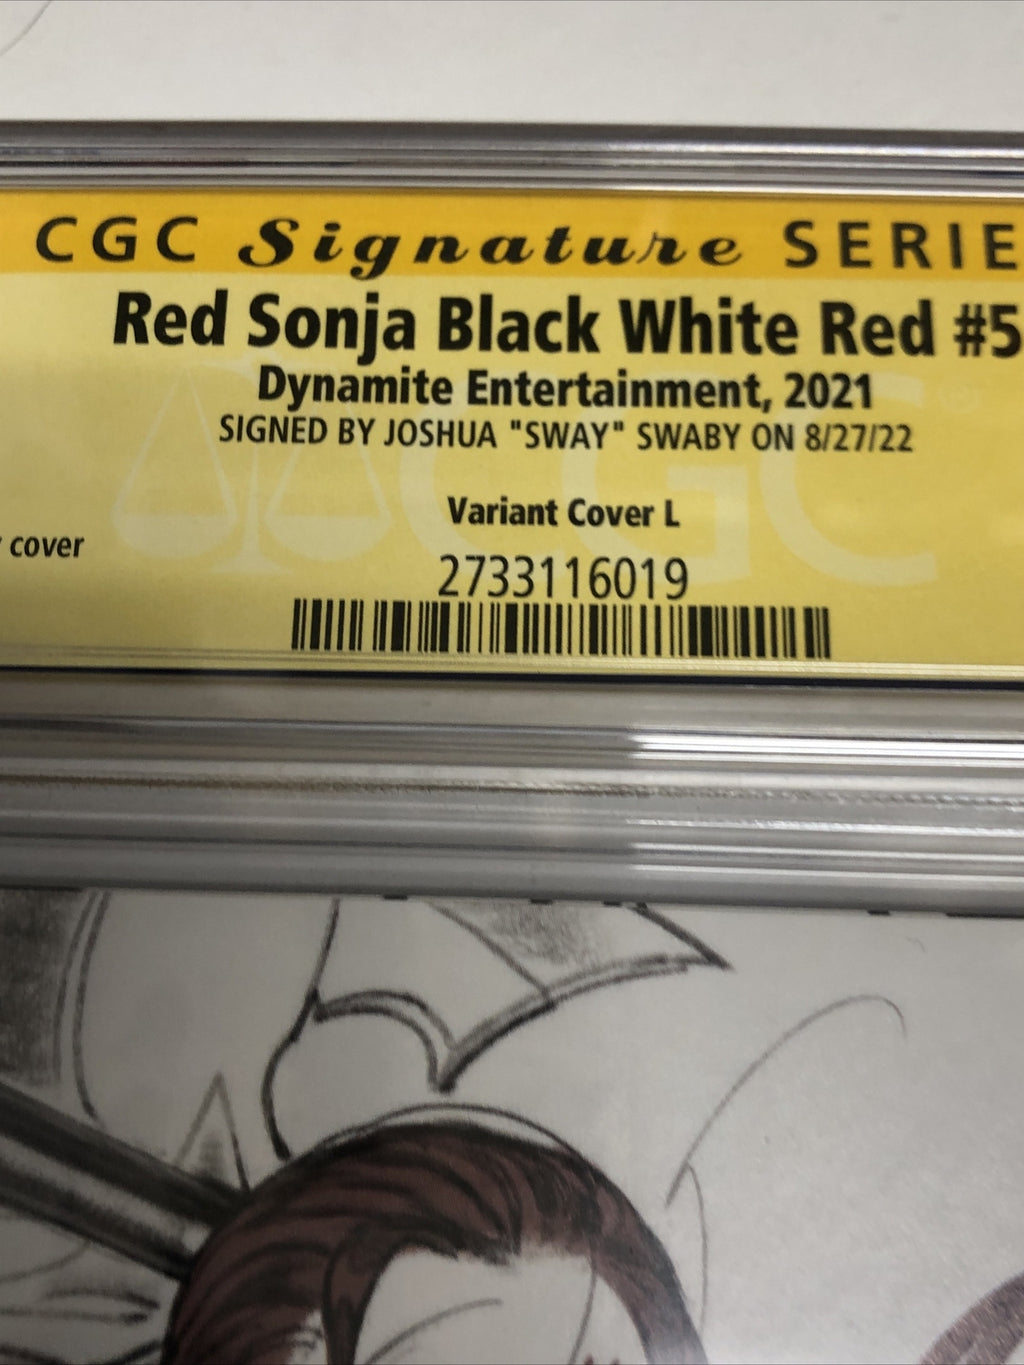 CGC Signature SERIE
Red Sonja Black White Red #5
Dynamite Entertainment, 2021
SIGNED BY JOSHUA "SWAY" SWABY ON 8/27/22
Variant Cover L
cover
2733116019
CGC